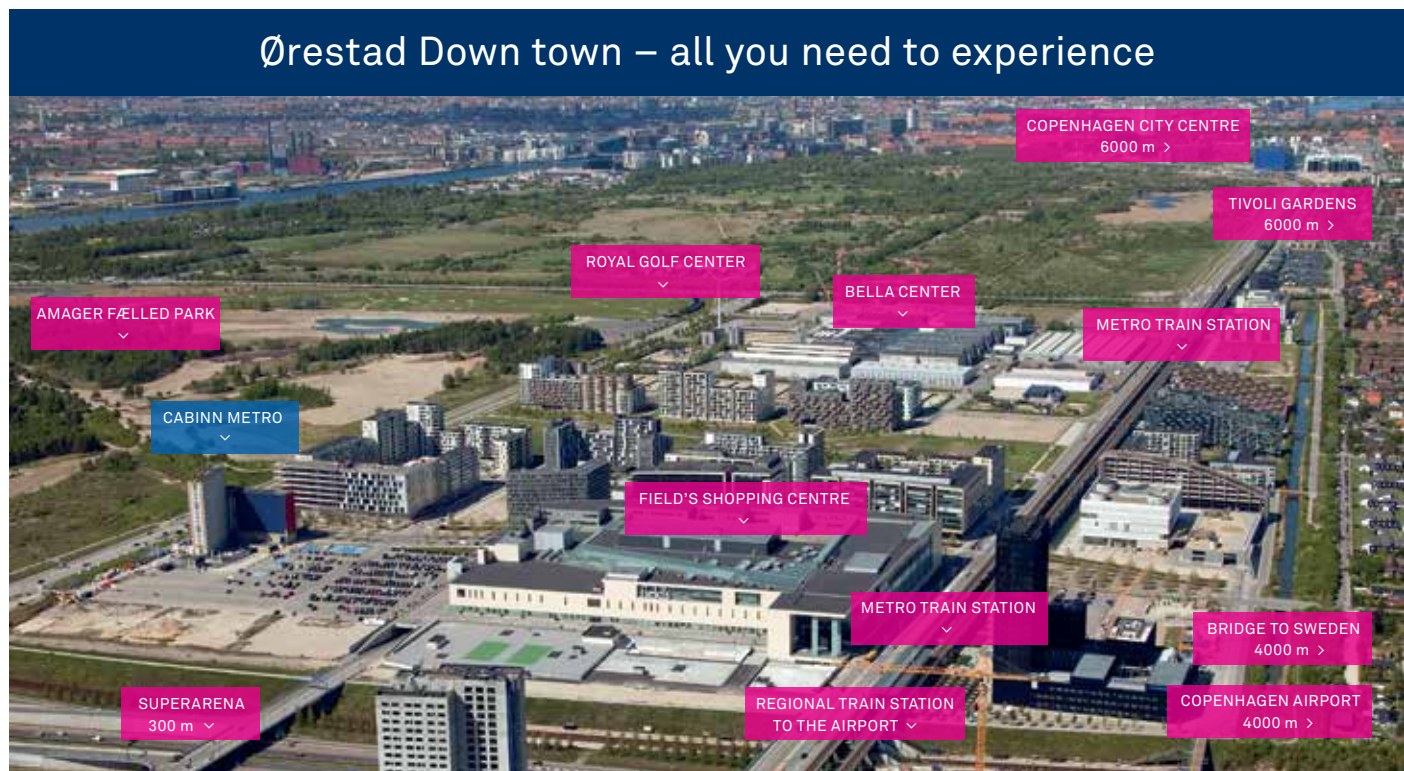 Ørestad Down town – all you need to experience
COPENHAGEN CITY CENTRE
6000 m >
TIVOLI GARDENS
6000 m >
ROYAL GOLF CENTER
BELLA CENTER
AMAGER FÆLLED PARK
METRO TRAIN STATION
CABINN METRO
FIELD'S SHOPPING CENTRE
METRO TRAIN STATION
BRIDGE TO SWEDEN
4000 m >
SUPERARENA
300 m
REGIONAL TRAIN STATION
TO THE AIRPORT
COPENHAGEN AIRPORT
4000 m >